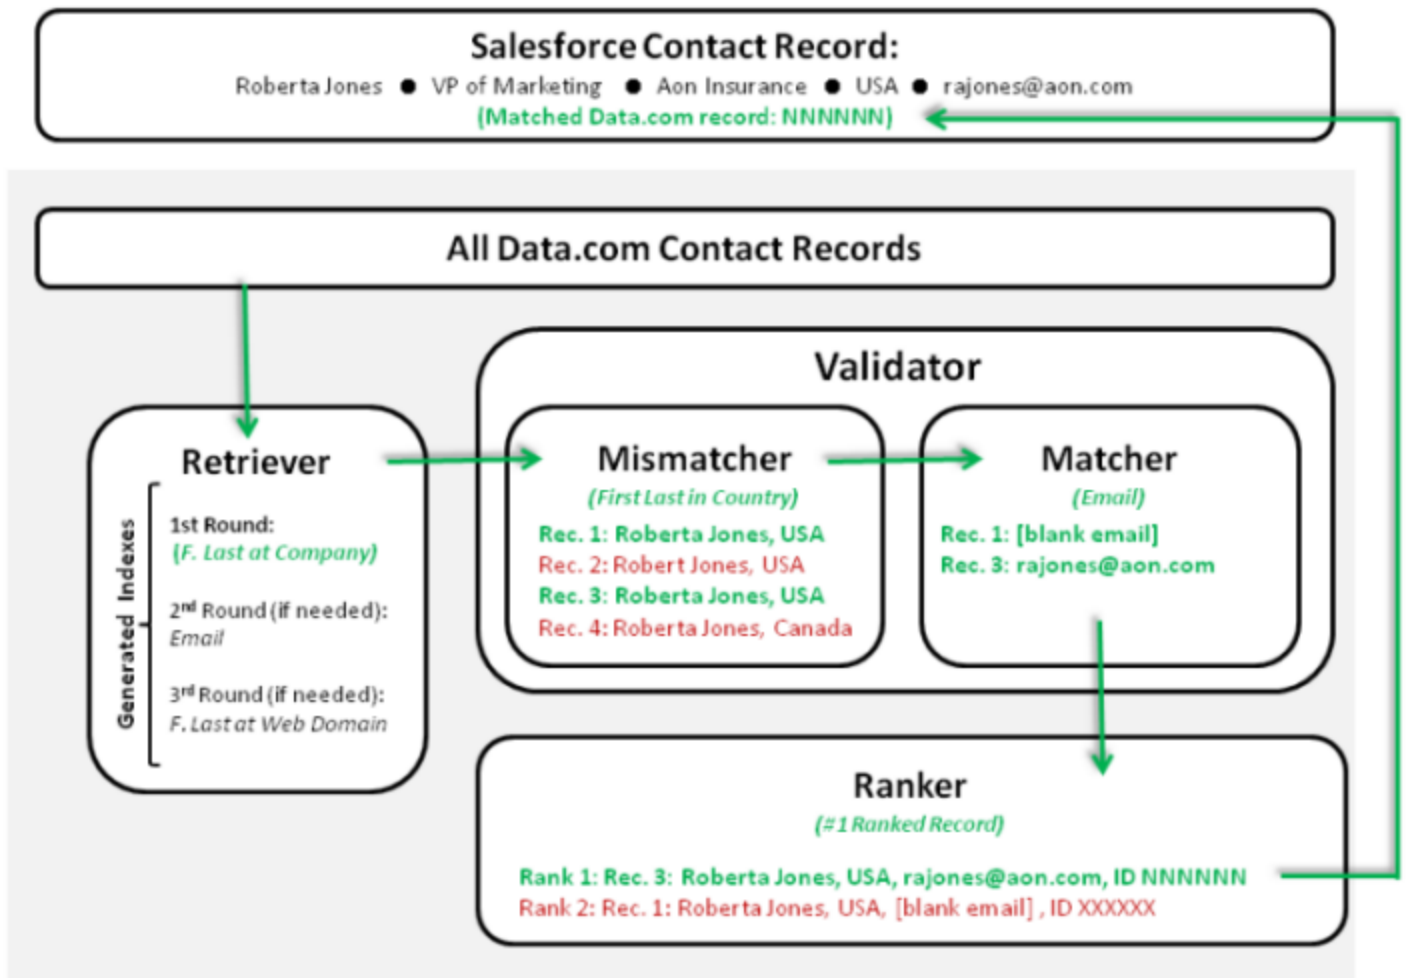 Salesforce Contact Record:
Roberta Jones ● VP of Marketing ● Aon Insurance ● USA ● rajones@aon.com
(Matched Data.com record: NNNNNN)
All Data.com Contact Records
Validator
Retriever
Generated Indexes
1st Round:
(F. Last at Company)
2nd Round (if needed):
Email
3rd Round (if needed):
F. Last at Web Domain
Mismatcher
(First Last in Country)
Rec. 1: Roberta Jones, USA
Rec. 2: Robert Jones, USA
Rec. 3: Roberta Jones, USA
Rec. 4: Roberta Jones, Canada
Matcher
(Email)
Rec. 1: [blank email]
Rec. 3: rajones@aon.com
Ranker
(#1 Ranked Record)
Rank 1: Rec. 3: Roberta Jones, USA, rajones@aon.com, ID NNNNNN
Rank 2: Rec. 1: Roberta Jones, USA, [blank email] , ID XXXXXX